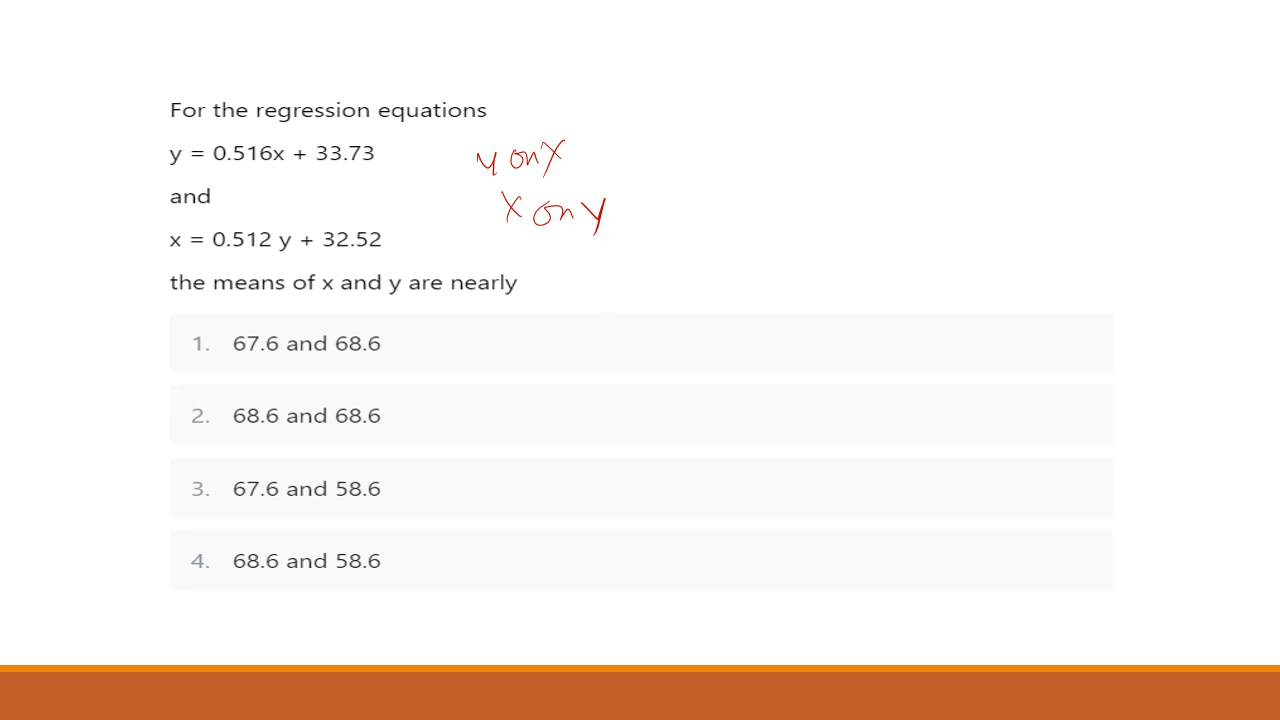 For the regression equations
y = 0.516x + 33.73
y on x
and
x on y
x = 0.512 y + 32.52
the means of x and y are nearly
1. 67.6 and 68.6
2. 68.6 and 68.6
3. 67.6 and 58.6
4. 68.6 and 58.6